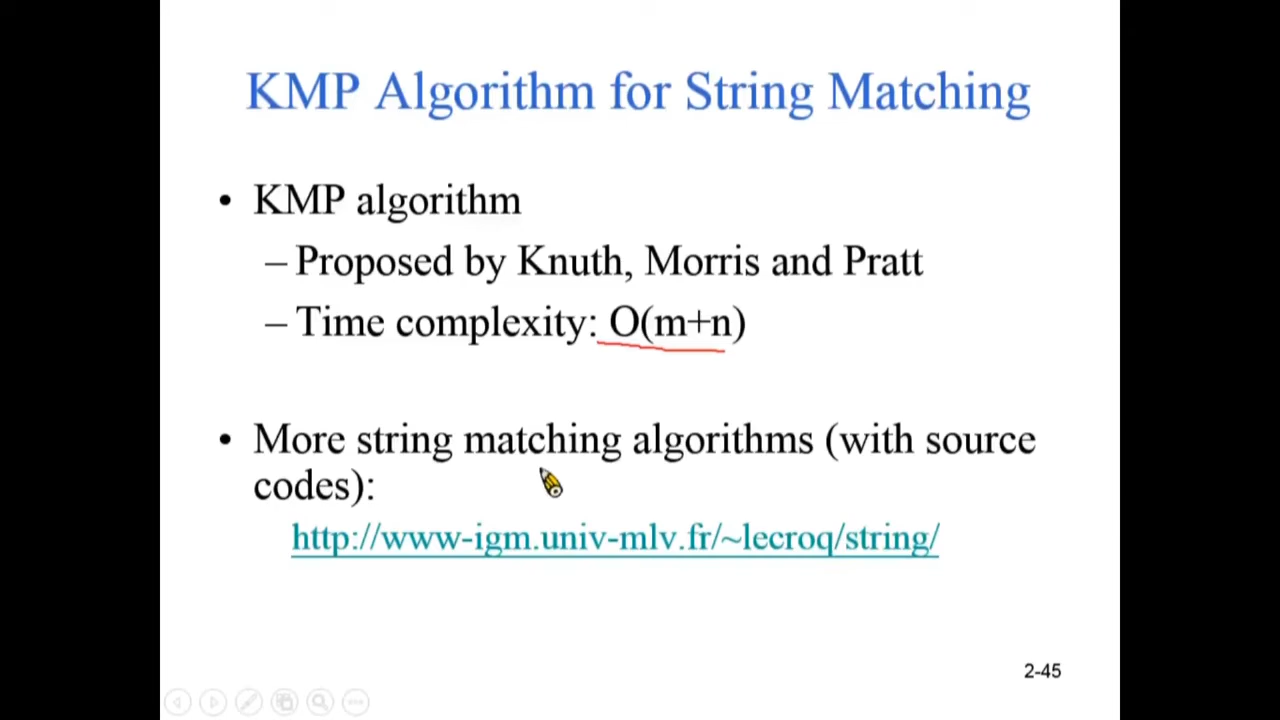 KMP Algorithm for String Matching
• KMP algorithm
– Proposed by Knuth, Morris and Pratt
– Time complexity: O(m+n)
• More string matching algorithms (with source
codes):
http://www-igm.univ-mlv.fr/~lecroq/string/
2-45